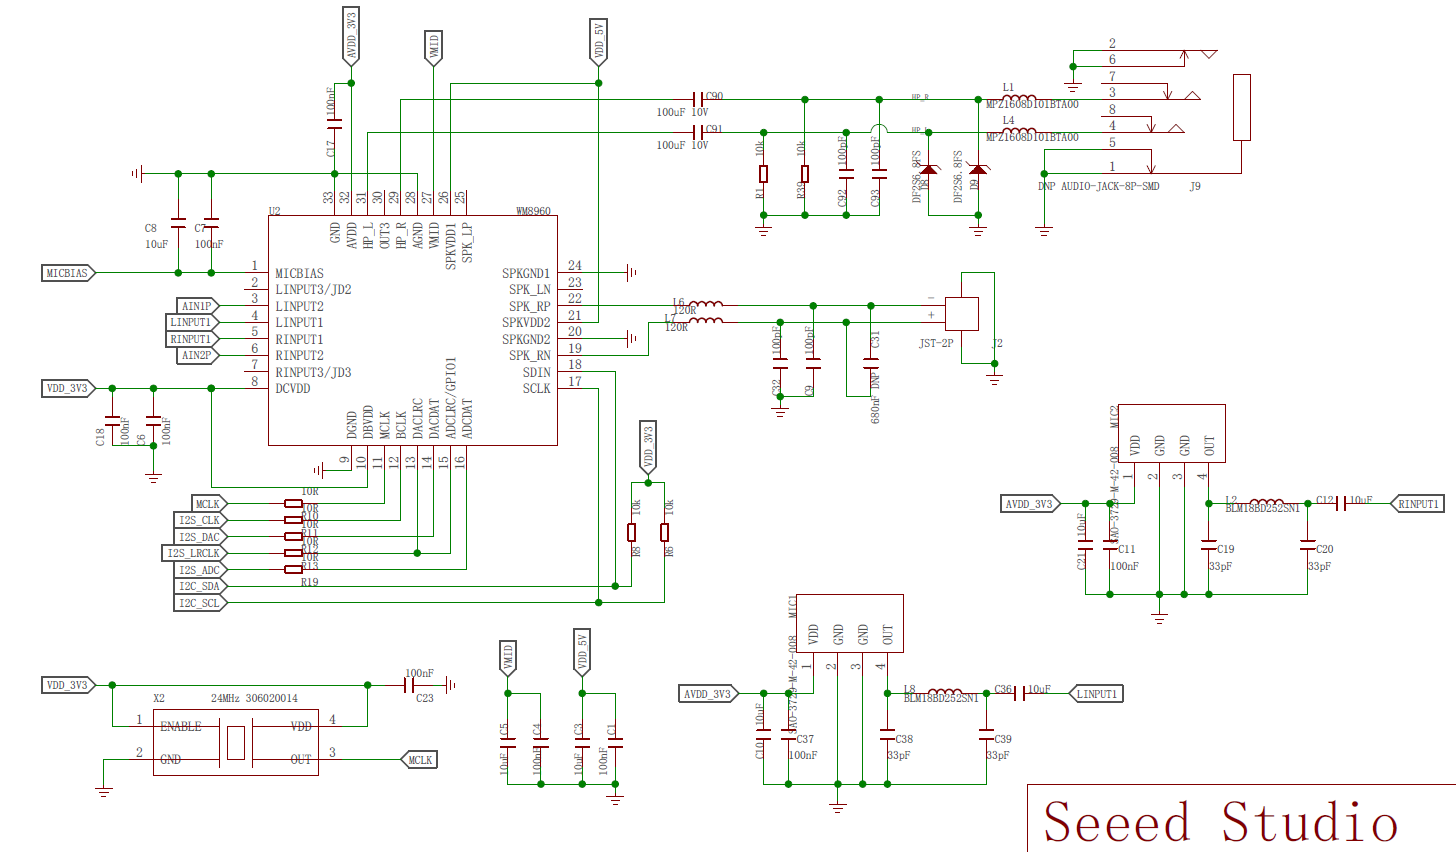 AVDD_3V3
VMID
VDD_5V
100nF
C17
C90
100uF 10V
C91
100uF 10V
HP_R
L1
MPZ1608D101BTA00
L4
MPZ1608D101BTA00
10k
R1
10k
R39
100pF
C92
100pF
C93
DF2S6.8FS
D8
DF2S6.8FS
D9
2
6
7
3
8
4
5
1
DNP AUDIO-JACK-8P-SMD
J9
C8
10uF
C7
100nF
U2
WM8960
33
32
31
30
29
28
27
26
25
GND
AVDD
HP_L
OUT3
HP_R
AGND
VMID
SPKVDD1
SPK_LP
MICBIAS
1 MICBIAS
2 LINPUT3/JD2
AIN1P
3 LINPUT2
LINPUT1
4 LINPUT1
RINPUT1
5 RINPUT1
AIN2P
6 RINPUT2
7 RINPUT3/JD3
VDD_3V3
8 DCVDD
SPKGND1 24
SPK_LN 23
SPK_RP 22
SPKVDD2 21
SPKGND2 20
SPK_RN 19
SDIN 18
SCLK 17
DGND
DBVDD
MCLK
BCLK
DACLRC
DACDAT
ADCLRC/GPIO1
ADCDAT
9
10
11
12
13
14
15
16
C18
100nF
C6
100nF
L6
120R
L7
120R
100pF
C32
100pF
C9
C31
680nF DNP
-
+
JST-2P
J2
MCLK
I2S_CLK
I2S_DAC
I2S_LRCLK
I2S_ADC
I2C_SDA
I2C_SCL
10R
10R
R10
10R
R11
10R
R12
10R
R13
R19
VDD_3V3
10k
R8
10k
R6
MIC2
SAO-3729-M-42-008
VDD
GND
GND
OUT
1
2
3
4
AVDD_3V3
10uF
C21
C11
100nF
C19
33pF
L2
BLM18BD252SN1
C12
10uF
RINPUT1
C20
33pF
MIC1
SAO-3729-M-42-008
VDD
GND
GND
OUT
1
2
3
4
AVDD_3V3
10uF
C10
C37
100nF
C38
33pF
L8
BLM18BD252SN1
C36
10uF
LINPUT1
C39
33pF
VDD_3V3
100nF
C23
X2
24MHz 306020014
1 ENABLE
VDD 4
2 GND
OUT 3
MCLK
VMID
VDD_5V
C5
10uF
C4
100nF
C3
10uF
C1
100nF
Seeed Studio